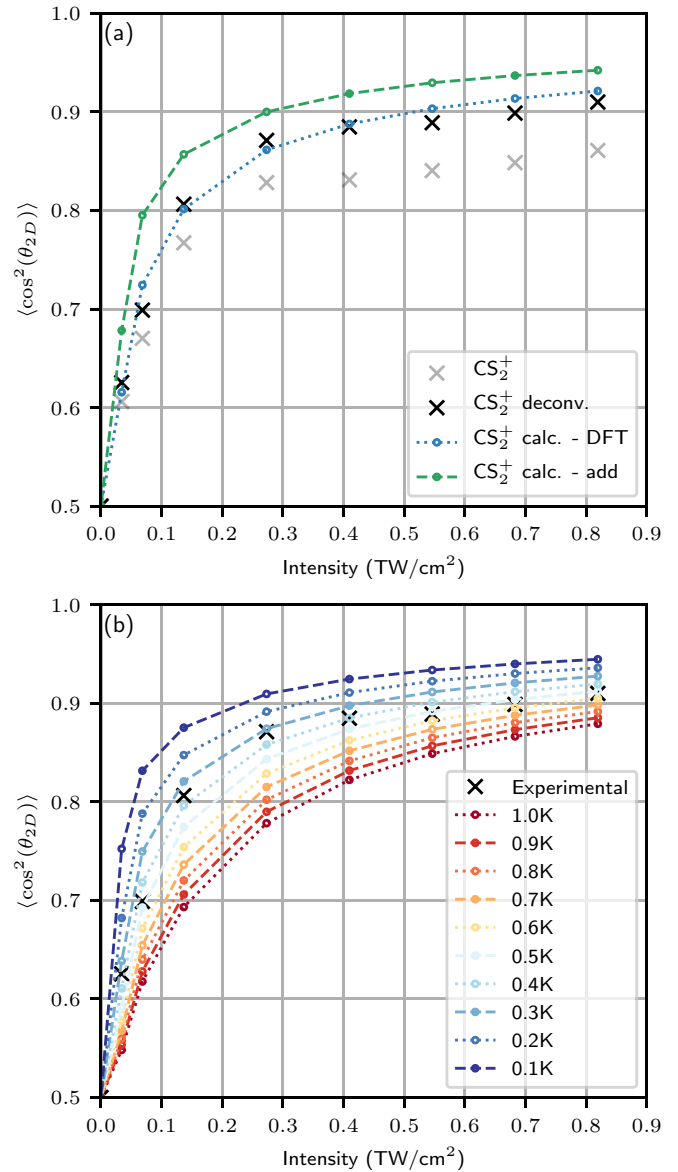 (a)
1.0
0.9
0.8
0.7
0.6
0.5
⟨cos²(θ₂D)⟩
CS₂⁺
CS₂⁺ deconv.
CS₂⁺ calc. - DFT
CS₂⁺ calc. - add
0.0 0.1 0.2 0.3 0.4 0.5 0.6 0.7 0.8 0.9
Intensity (TW/cm²)
(b)
1.0
0.9
0.8
0.7
0.6
0.5
⟨cos²(θ₂D)⟩
Experimental
1.0K
0.9K
0.8K
0.7K
0.6K
0.5K
0.4K
0.3K
0.2K
0.1K
0.0 0.1 0.2 0.3 0.4 0.5 0.6 0.7 0.8 0.9
Intensity (TW/cm²)